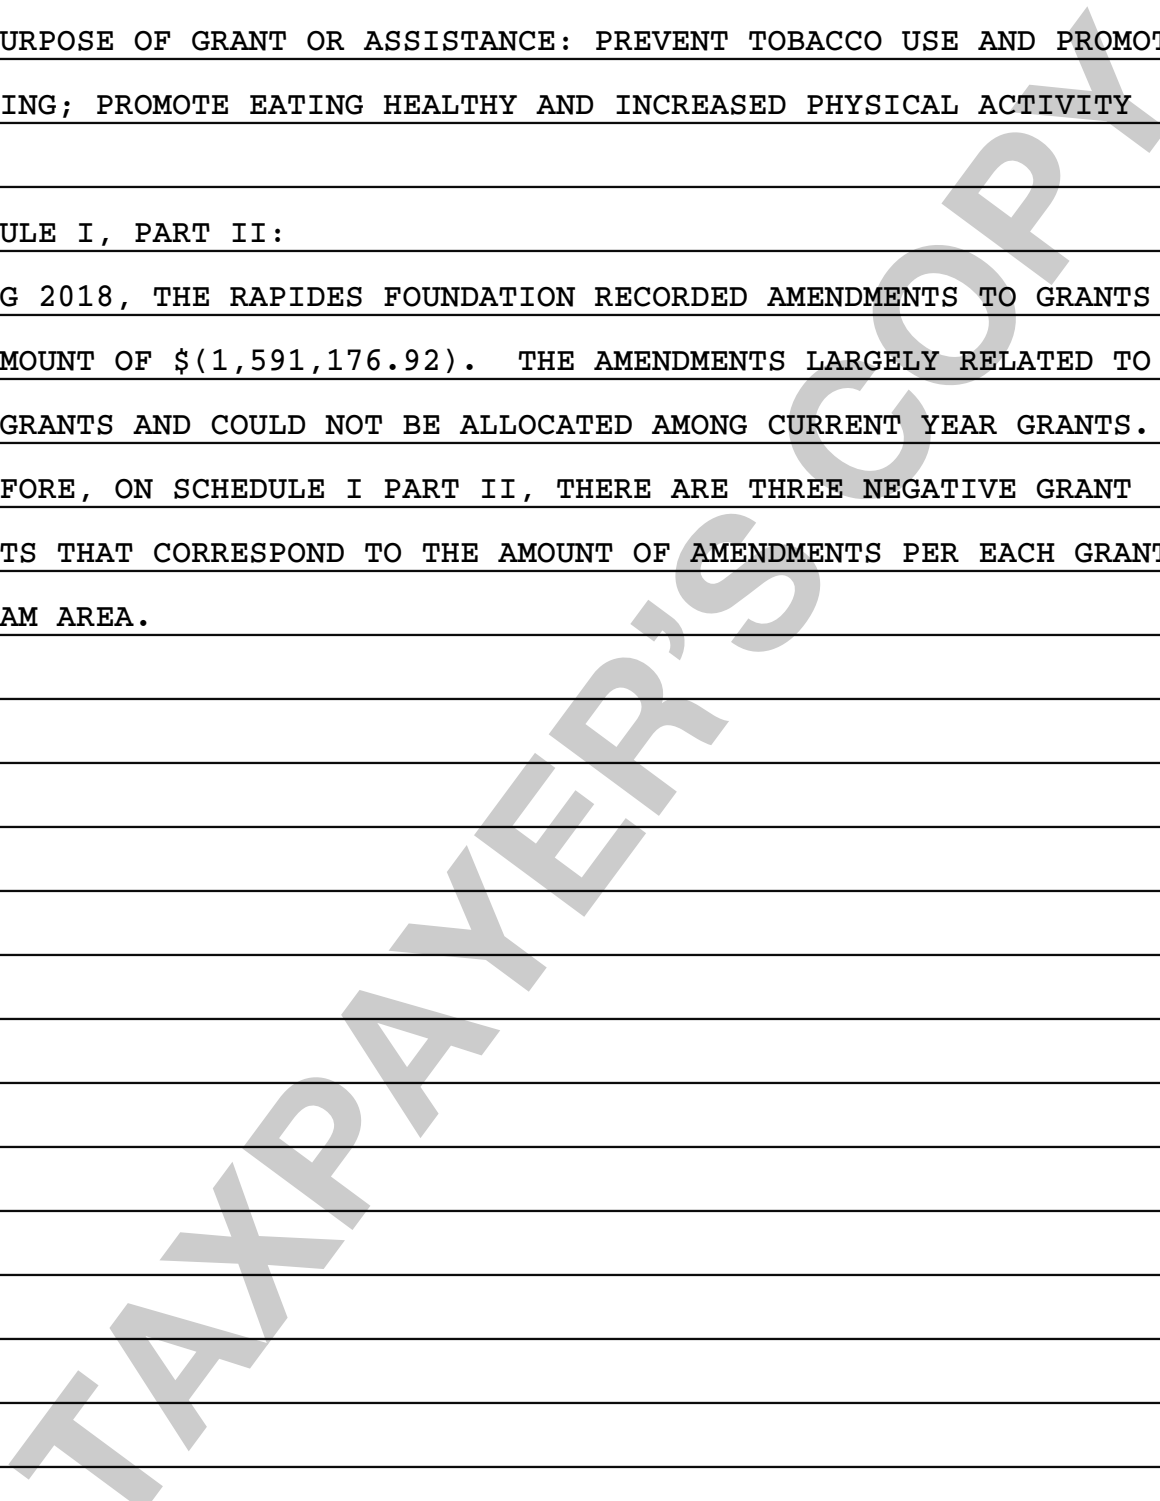 URPOSE OF GRANT OR ASSISTANCE: PREVENT TOBACCO USE AND PROMOT
ING; PROMOTE EATING HEALTHY AND INCREASED PHYSICAL ACTIVITY
ULE I, PART II:
G 2018, THE RAPIDES FOUNDATION RECORDED AMENDMENTS TO GRANTS
MOUNT OF $(1,591,176.92).  THE AMENDMENTS LARGELY RELATED TO
GRANTS AND COULD NOT BE ALLOCATED AMONG CURRENT YEAR GRANTS.
FORE, ON SCHEDULE I PART II, THERE ARE THREE NEGATIVE GRANT
TS THAT CORRESPOND TO THE AMOUNT OF AMENDMENTS PER EACH GRANT
AM AREA.
TAXPAYER'S COPY